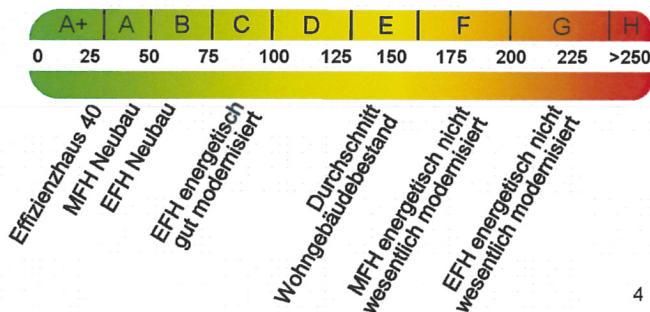 A+ A B C D E F G H
0 25 50 75 100 125 150 175 200 225 >250
Effizienzhaus 40
MFH Neubau
EFH Neubau
EFH energetisch
gut modernisiert
Durchschnitt
Wohngebäudebestand
MFH energetisch nicht
wesentlich modernisiert
EFH energetisch nicht
wesentlich modernisiert
4